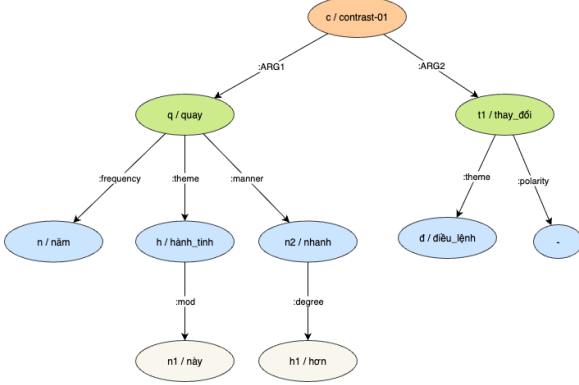 c / contrast-01
:ARG1 :ARG2
q / quay t1 / thay_đổi
:frequency :theme :manner :theme :polarity
n / năm h / hành_tinh n2 / nhanh đ / điều_lệnh -
:mod :degree
n1 / này h1 / hơn